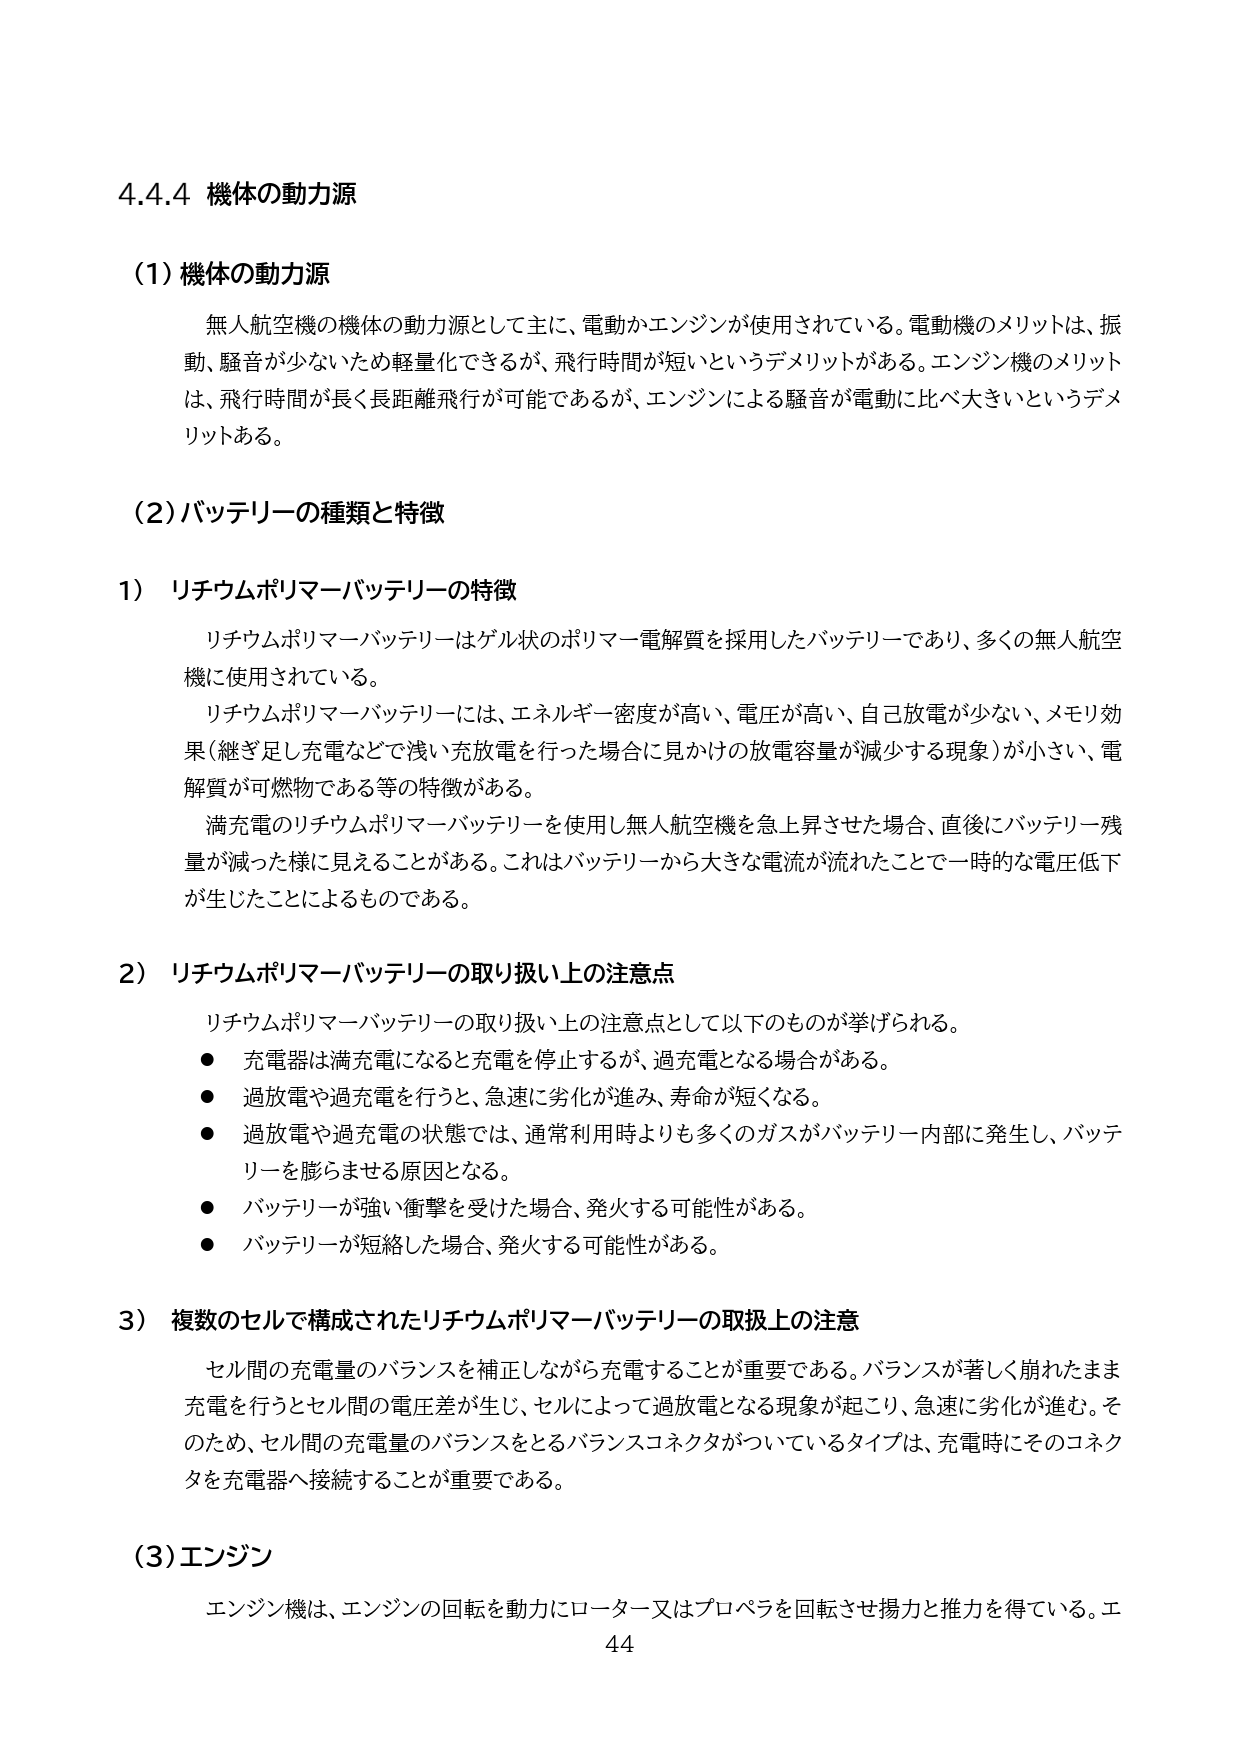 4.4.4 機体の動力源
（1）機体の動力源
無人航空機の機体の動力源として主に、電動かエンジンが使用されている。電動機のメリットは、振
動、騒音が少ないため軽量化できるが、飛行時間が短いというデメリットがある。エンジン機のメリット
は、飛行時間が長く長距離飛行が可能であるが、エンジンによる騒音が電動に比べ大きいというデメ
リットある。
（2）バッテリーの種類と特徴
1） リチウムポリマーバッテリーの特徴
リチウムポリマーバッテリーはゲル状のポリマー電解質を採用したバッテリーであり、多くの無人航空
機に使用されている。
リチウムポリマーバッテリーには、エネルギー密度が高い、電圧が高い、自己放電が少ない、メモリ効
果（継ぎ足し充電などで浅い充放電を行った場合に見かけの放電容量が減少する現象）が小さい、電
解質が可燃物である等の特徴がある。
満充電のリチウムポリマーバッテリーを使用し無人航空機を急上昇させた場合、直後にバッテリー残
量が減った様に見えることがある。これはバッテリーから大きな電流が流れたことで一時的な電圧低下
が生じたことによるものである。
2） リチウムポリマーバッテリーの取り扱い上の注意点
リチウムポリマーバッテリーの取り扱い上の注意点として以下のものが挙げられる。
● 充電器は満充電になると充電を停止するが、過充電となる場合がある。
● 過放電や過充電を行うと、急速に劣化が進み、寿命が短くなる。
● 過放電や過充電の状態では、通常利用時よりも多くのガスがバッテリー内部に発生し、バッテ
リーを膨らませる原因となる。
● バッテリーが強い衝撃を受けた場合、発火する可能性がある。
● バッテリーが短絡した場合、発火する可能性がある。
3） 複数のセルで構成されたリチウムポリマーバッテリーの取扱上の注意
セル間の充電量のバランスを補正しながら充電することが重要である。バランスが著しく崩れたまま
充電を行うとセル間の電圧差が生じ、セルによって過放電となる現象が起こり、急速に劣化が進む。そ
のため、セル間の充電量のバランスをとるバランスコネクタがついているタイプは、充電時にそのコネク
タを充電器へ接続することが重要である。
（3）エンジン
エンジン機は、エンジンの回転を動力にローター又はプロペラを回転させ揚力と推力を得ている。エ
44